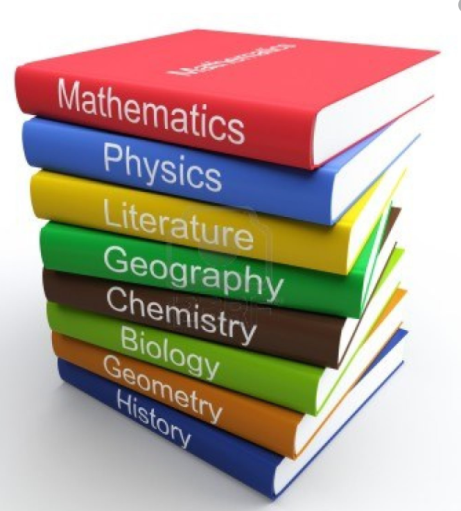 Mathematics
Mathematics
Physics
Literature
Geography
Chemistry
Biology
Geometry
History